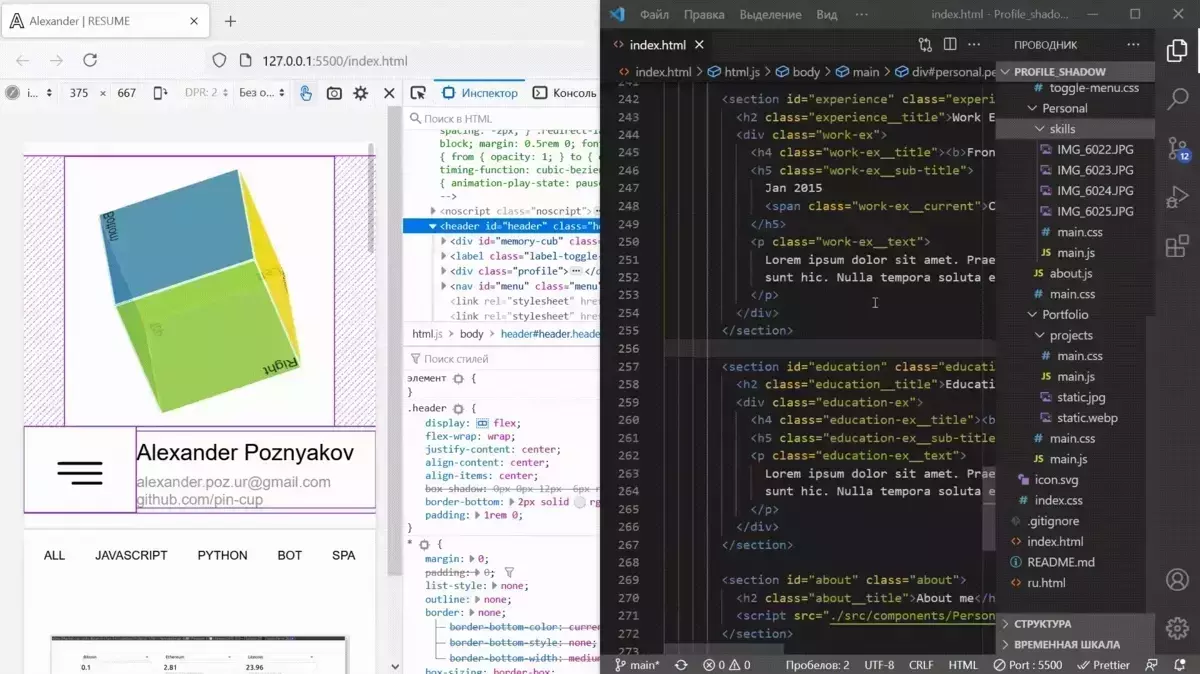 Alexander | RESUME
127.0.0.1:5500/index.html
i...
375 × 667
DPR: 2
Без о...
Инспектор
Консоль
Поиск в HTML
block; margin: 0.5rem 0; fon
{ from { opacity: 1; } to {
timing-function: cubic-bezie
{ animation-play-state: paus
-->
<noscript class="noscript">
<header id="header" class="he
<div id="memory-cub" clas
<label class="label-toggle-
<div class="profile"> ⋯ </d
<nav id="menu" class="menu"
<link rel="stylesheet" hre
<link rel="stylesheet" href
html.js > body > header#header.heade
Поиск стилей
элемент {
}
.header {
display: flex;
flex-wrap: wrap;
justify-content: center;
align-content: center;
align-items: center;
box-shadow: 0px 0px 12px -6px
border-bottom: 2px solid rg
padding: 1rem 0;
}
* {
margin: 0;
padding: 0;
list-style: none;
outline: none;
border: none;
border-bottom-color: curren
border-bottom-style: none;
border-bottom-width: medium
box-sizing: border-box;
bottom
Right
Alexander Poznyakov
alexander.poz.ur@gmail.com
github.com/pin-cup
ALL JAVASCRIPT PYTHON BOT SPA
Bitcoin Ethereum
0.1 2.81 23.96
Файл Правка Выделение Вид ⋯ index.html - Profile_shado...
index.html
index.html > html.js > body > main > div#personal.pe
242 <section id="experience" class="experi
243 <h2 class="experience__title">Work E
244 <div class="work-ex">
245 <h4 class="work-ex__title"><b>Fron
246 <h5 class="work-ex__sub-title">
247 Jan 2015
248 <span class="work-ex__current">C
249 </h5>
250 <p class="work-ex__text">
251 Lorem ipsum dolor sit amet. Prae
252 sunt hic. Nulla tempora soluta e
253 </p>
254 </div>
255 </section>
256
257 <section id="education" class="educati
258 <h2 class="education__title">Educati
259 <div class="education-ex">
260 <h4 class="education-ex__title"><b
261 <h5 class="education-ex__sub-title
262 <p class="education-ex__text">
263 Lorem ipsum dolor sit amet. Prae
264 sunt hic. Nulla tempora soluta e
265 </p>
266 </div>
267 </section>
268
269 <section id="about" class="about">
270 <h2 class="about__title">About me</h
271 <script src="./src/components/Person
272 </section>
273
ПРОВОДНИК
PROFILE_SHADOW
toggle-menu.css
Personal
skills
IMG_6022.JPG
IMG_6023.JPG
IMG_6024.JPG
IMG_6025.JPG
main.css
main.js
about.js
main.css
Portfolio
projects
main.css
main.js
static.jpg
static.webp
main.css
main.js
icon.svg
index.css
.gitignore
index.html
README.md
ru.html
СТРУКТУРА
ВРЕМЕННАЯ ШКАЛА
12
main* 0 0 Пробелов: 2 UTF-8 CRLF HTML Port : 5500 Prettier